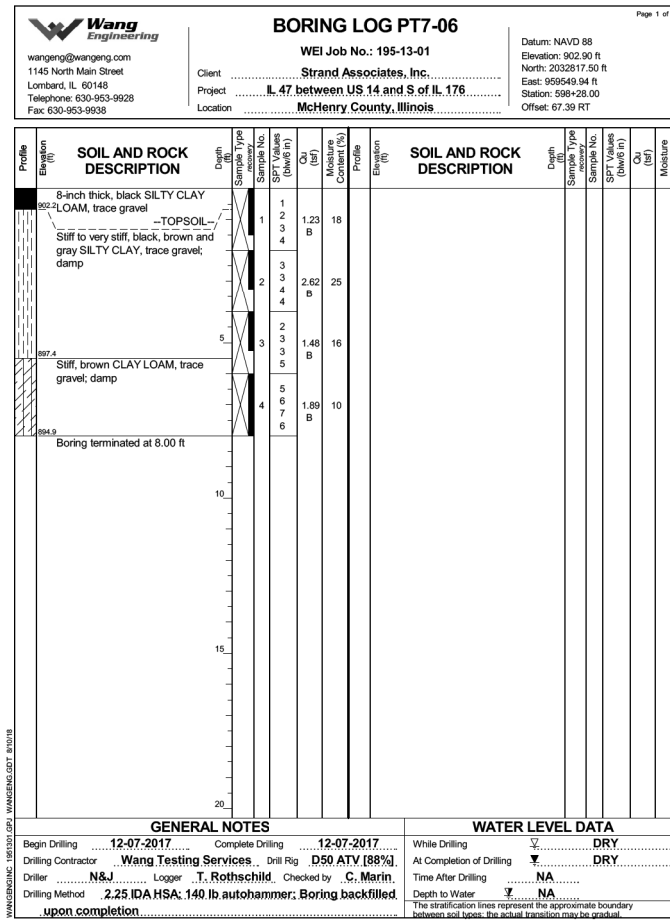 Page 1 of
Wang
Engineering
wangeng@wangeng.com
1145 North Main Street
Lombard, IL 60148
Telephone: 630-953-9928
Fax: 630-953-9938
BORING LOG PT7-06
WEI Job No.: 195-13-01
Client Strand Associates, Inc.
Project IL 47 between US 14 and S of IL 176
Location McHenry County, Illinois
Datum: NAVD 88
Elevation: 902.90 ft
North: 2032817.50 ft
East: 959549.94 ft
Station: 598+28.00
Offset: 67.39 RT
Profile
Elevation (ft)
SOIL AND ROCK DESCRIPTION
Depth (ft)
Sample Type
recovery
Sample No.
SPT Values (blw/6 in)
Qu (tsf)
Moisture Content (%)
Profile
Elevation (ft)
SOIL AND ROCK DESCRIPTION
Depth (ft)
Sample Type
recovery
Sample No.
SPT Values (blw/6 in)
Qu (tsf)
Moisture
8-inch thick, black SILTY CLAY
902.2 LOAM, trace gravel
--TOPSOIL--
Stiff to very stiff, black, brown and
gray SILTY CLAY, trace gravel;
damp
1
1
2
3
4
1.23
B
18
2
3
3
4
4
2.62
B
25
5
3
2
3
3
5
1.48
B
16
897.4
Stiff, brown CLAY LOAM, trace
gravel; damp
4
5
6
7
6
1.89
B
10
894.9
Boring terminated at 8.00 ft
10
15
20
WANGENGINC 1951301.GPJ WANGENG.GDT 8/10/18
GENERAL NOTES
Begin Drilling 12-07-2017 Complete Drilling 12-07-2017
Drilling Contractor Wang Testing Services Drill Rig D50 ATV [88%]
Driller N&J Logger T. Rothschild Checked by C. Marin
Drilling Method 2.25 IDA HSA; 140 lb autohammer; Boring backfilled
upon completion
WATER LEVEL DATA
While Drilling DRY
At Completion of Drilling DRY
Time After Drilling NA
Depth to Water NA
The stratification lines represent the approximate boundary
between soil types; the actual transition may be gradual.